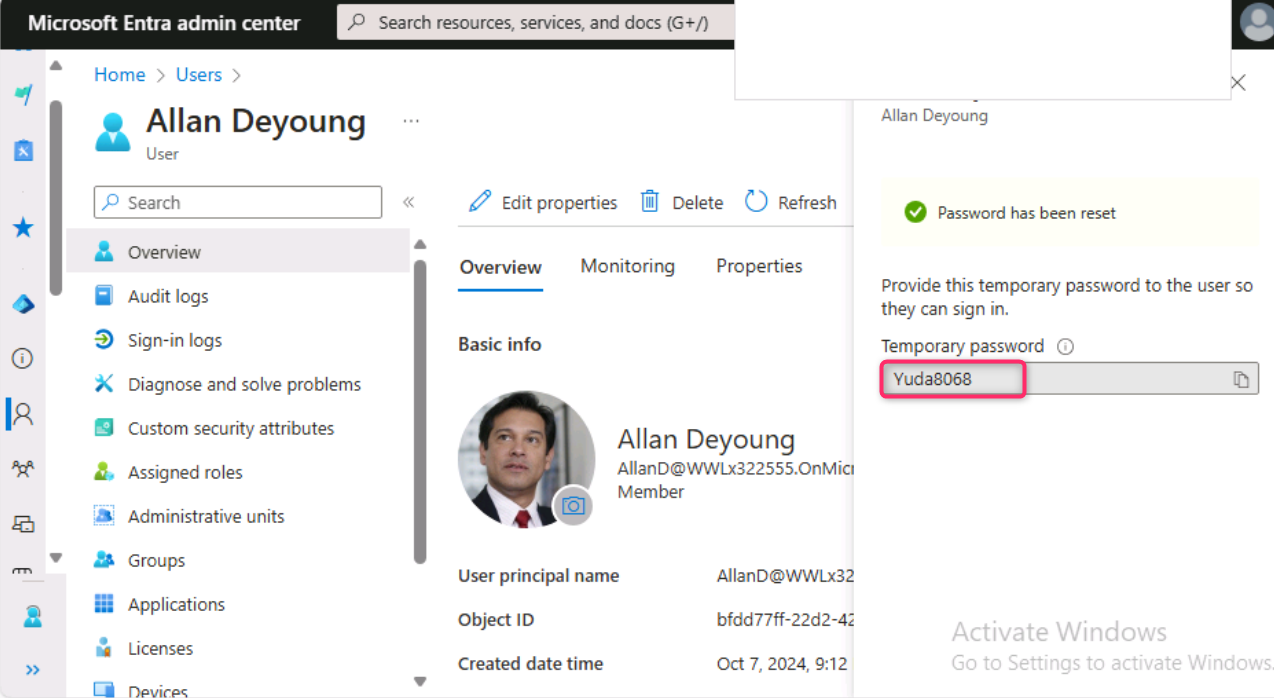 Microsoft Entra admin center
Search resources, services, and docs (G+/)
Home > Users >
Allan Deyoung
...
User
Search
«
Overview
Audit logs
Sign-in logs
Diagnose and solve problems
Custom security attributes
Assigned roles
Administrative units
Groups
Applications
Licenses
Devices
Edit properties
Delete
Refresh
Overview
Monitoring
Properties
Basic info
Allan Deyoung
AllanD@WWLx322555.OnMicr
Member
User principal name
AllanD@WWLx32
Object ID
bfdd77ff-22d2-42
Created date time
Oct 7, 2024, 9:12
Allan Deyoung
Password has been reset
Provide this temporary password to the user so
they can sign in.
Temporary password
Yuda8068
Activate Windows
Go to Settings to activate Windows.